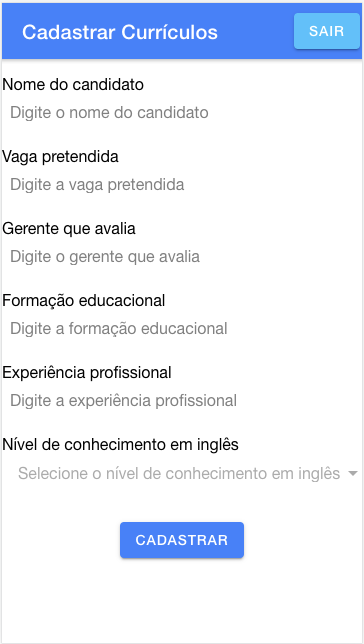 Cadastrar Currículos
SAIR
Nome do candidato
Digite o nome do candidato
Vaga pretendida
Digite a vaga pretendida
Gerente que avalia
Digite o gerente que avalia
Formação educacional
Digite a formação educacional
Experiência profissional
Digite a experiência profissional
Nível de conhecimento em inglês
Selecione o nível de conhecimento em inglês
CADASTRAR